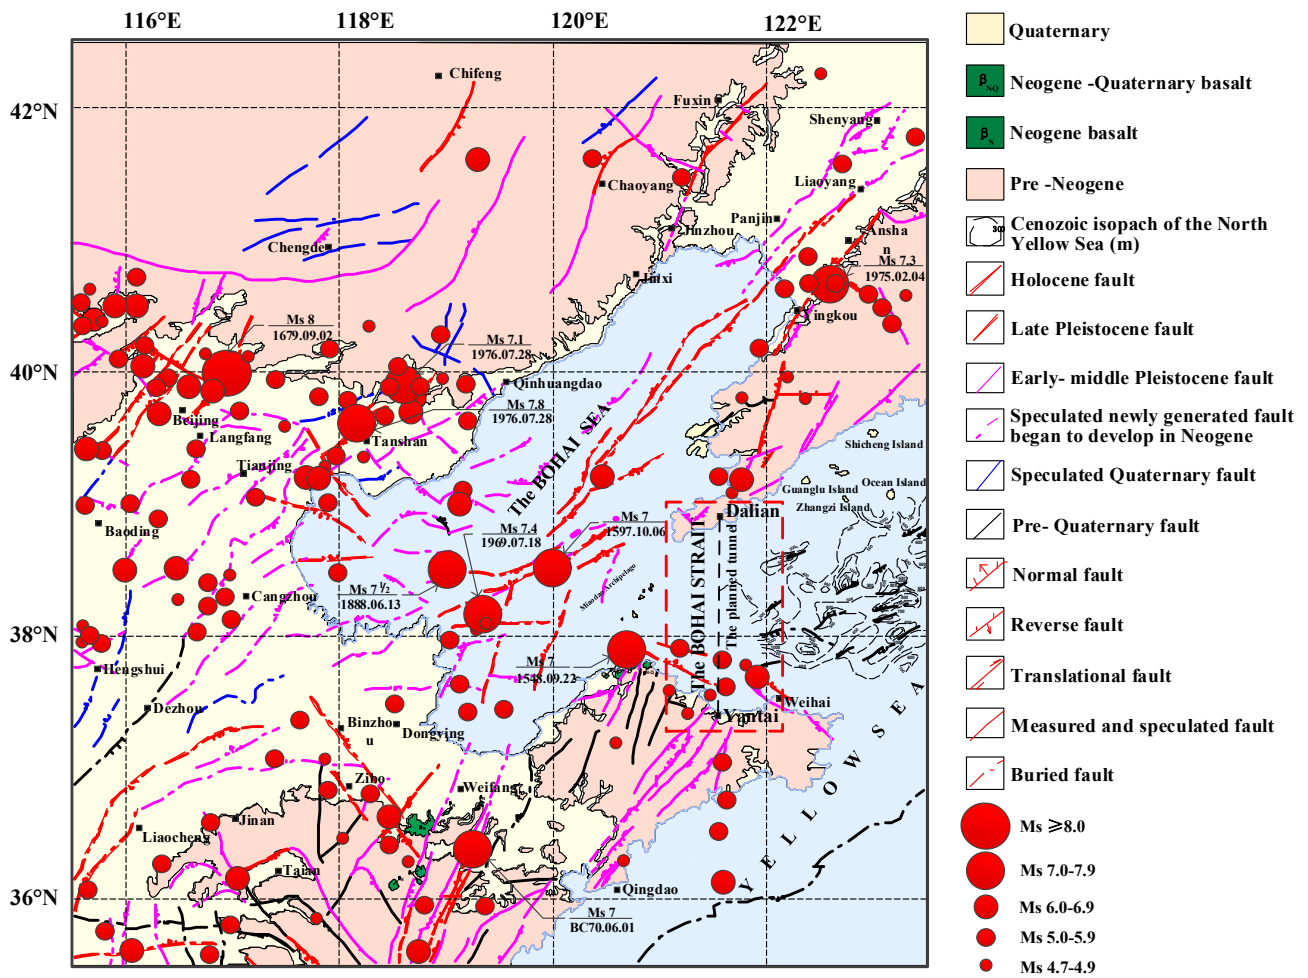 116°E
118°E
120°E
122°E
42°N
40°N
38°N
36°N
Chifeng
Fuxin
Shenyang
Chaoyang
Liaoyang
Panjin
Jinzhou
Ansha
n
Chengde
Jinxi
Ms 7.3
1975.02.04
Yingkou
Ms 8
1679.09.02
Ms 7.1
1976.07.28
Qinhuangdao
Ms 7.8
1976.07.28
Beijing
Langfang
Tanshan
Tianjing
The BOHAI SEA
Shicheng Island
Ocean Island
Guanglu Island
Zhangzi Island
Baoding
Dalian
Ms 7.4
1969.07.18
Ms 7
1597.10.06
The BOHAI STRAIT
The planned tunnel
Miaodao Archipelago
Ms 7 1/2
1888.06.13
Cangzhou
Ms 7
1548.09.22
Hengshui
Dezhou
Weihai
Yantai
Binzho
u
Dongying
YELLOW SEA
Zibo
Weifang
Jinan
Liaocheng
Taian
Qingdao
Ms 7
BC70.06.01
Quaternary
β NQ
Neogene -Quaternary basalt
β N
Neogene basalt
Pre -Neogene
300
Cenozoic isopach of the North
Yellow Sea (m)
Holocene fault
Late Pleistocene fault
Early- middle Pleistocene fault
Speculated newly generated fault
began to develop in Neogene
Speculated Quaternary fault
Pre- Quaternary fault
Normal fault
Reverse fault
Translational fault
Measured and speculated fault
Buried fault
Ms ⩾8.0
Ms 7.0-7.9
Ms 6.0-6.9
Ms 5.0-5.9
Ms 4.7-4.9